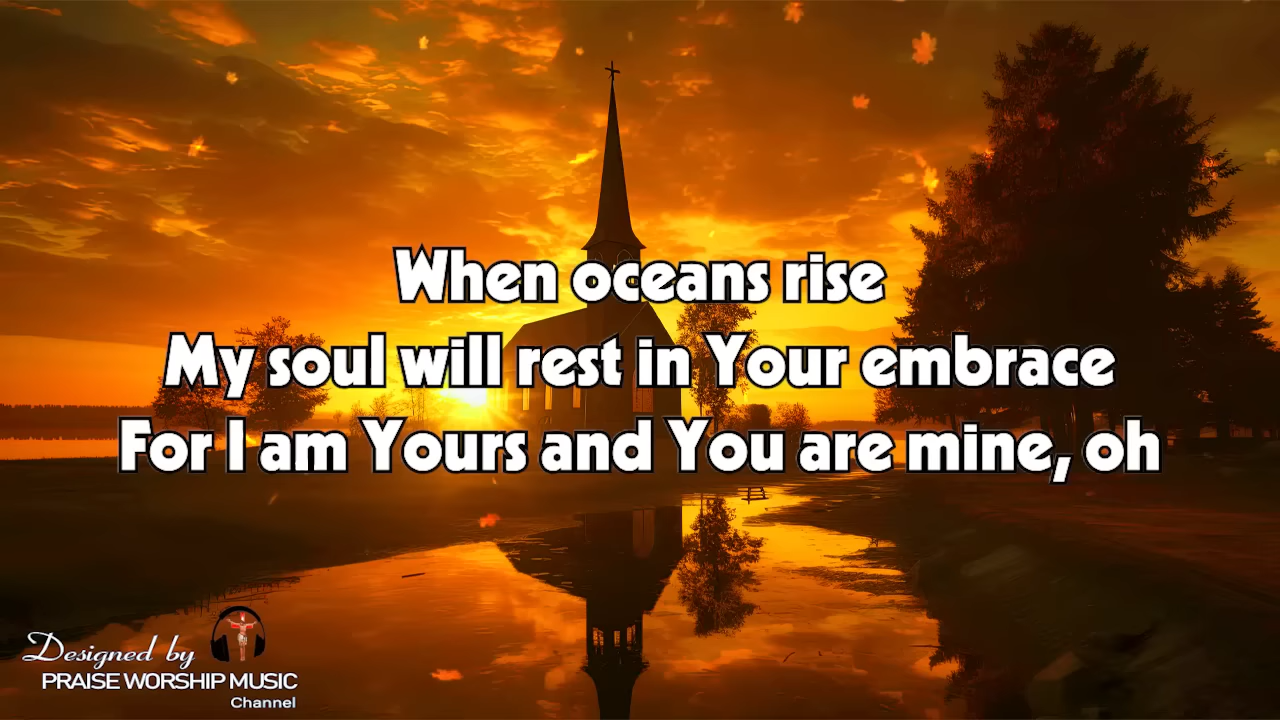 When oceans rise
My soul will rest in Your embrace
For I am Yours and You are mine, oh
Designed by
PRAISE WORSHIP MUSIC
Channel